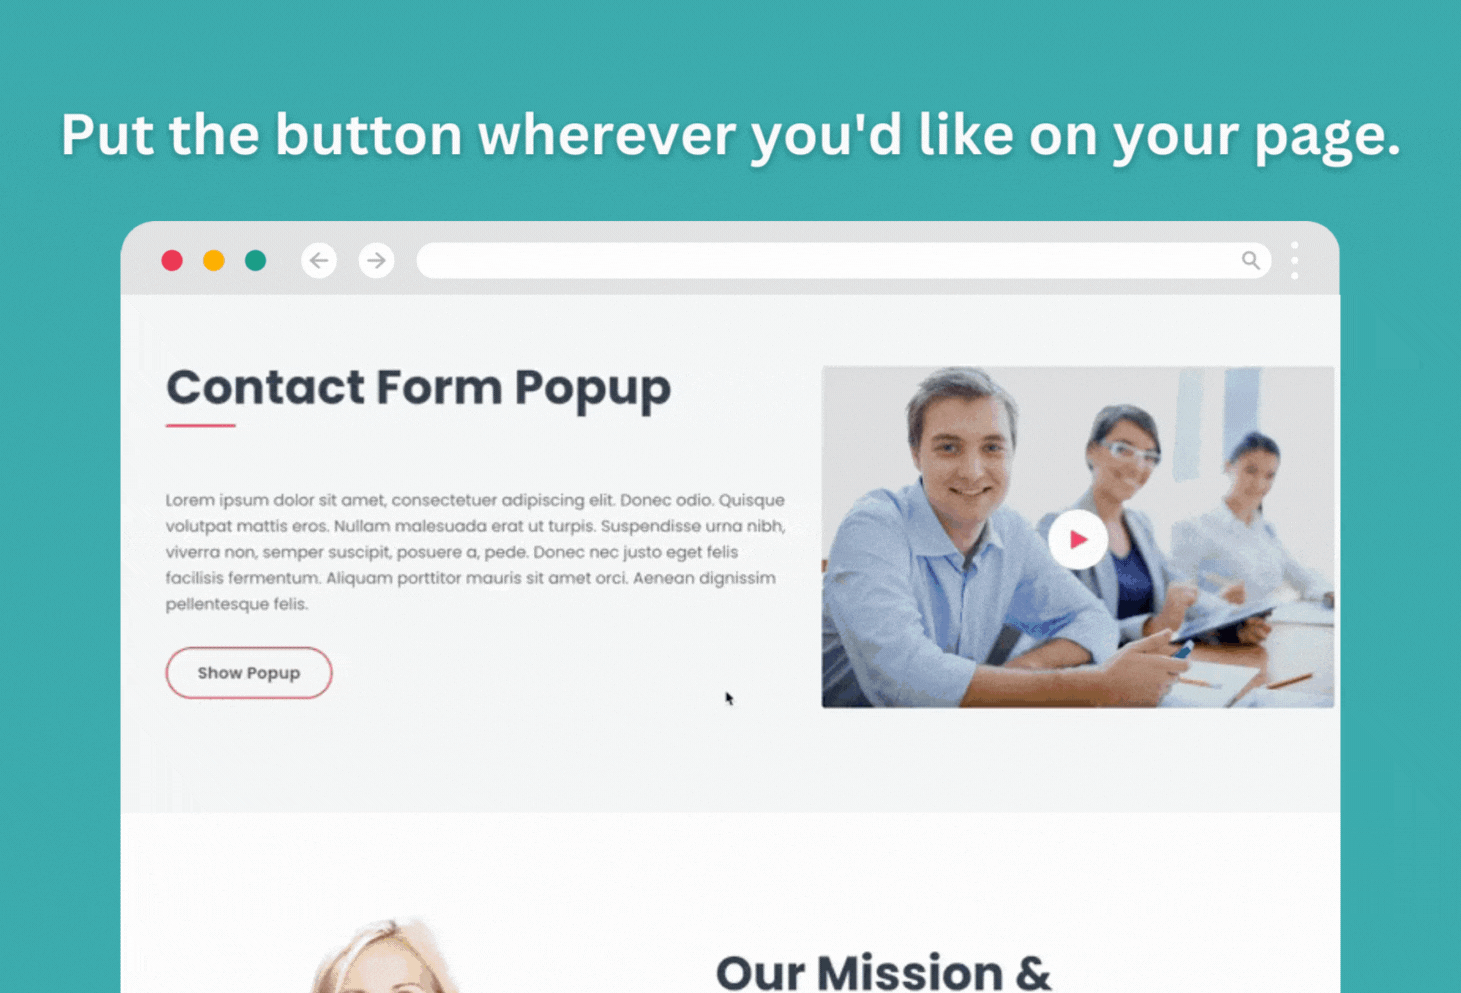 Put the button wherever you'd like on your page.
Contact Form Popup
Lorem ipsum dolor sit amet, consectetuer adipiscing elit. Donec odio. Quisque
volutpat mattis eros. Nullam malesuada erat ut turpis. Suspendisse urna nibh,
viverra non, semper suscipit, posuere a, pede. Donec nec justo eget felis
facilisis fermentum. Aliquam porttitor mauris sit amet orci. Aenean dignissim
pellentesque felis.
Show Popup
Our Mission &